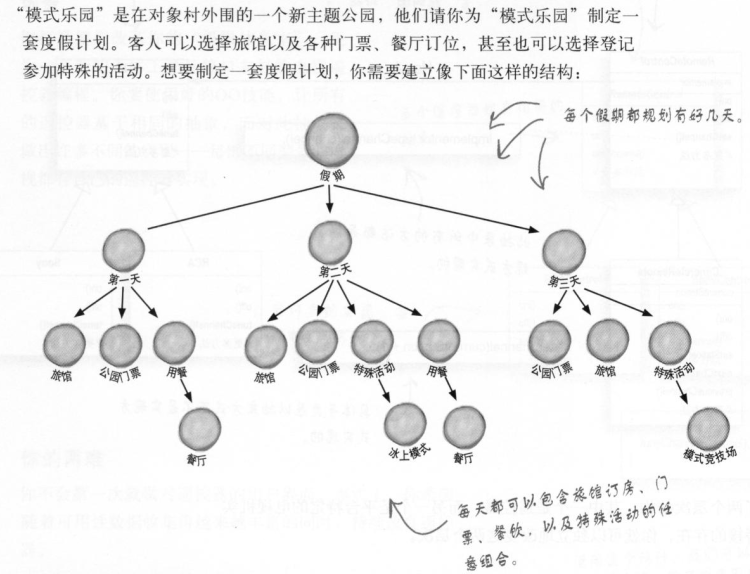 “模式乐园”是在对象村外围的一个新主题公园，他们请你为“模式乐园”制定一
套度假计划。客人可以选择旅馆以及各种门票、餐厅订位，甚至也可以选择登记
参加特殊的活动。想要制定一套度假计划，你需要建立像下面这样的结构：
每个假期都规划有好几天。
假期
第一天
第二天
第三天
旅馆
公园门票
用餐
旅馆
公园门票
特殊活动
用餐
公园门票
旅馆
特殊活动
餐厅
冰上模式
餐厅
模式竞技场
每天都可以包含旅馆订房、门
票、餐饮，以及特殊活动的任
意组合。